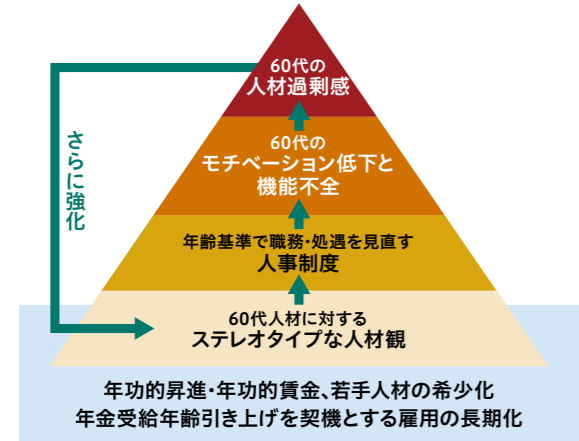 60代の
人材過剰感
60代の
モチベーション低下と
機能不全
さらに強化
年齢基準で職務・処遇を見直す
人事制度
60代人材に対する
ステレオタイプな人材観
年功的昇進・年功的賃金、若手人材の希少化
年金受給年齢引き上げを契機とする雇用の長期化